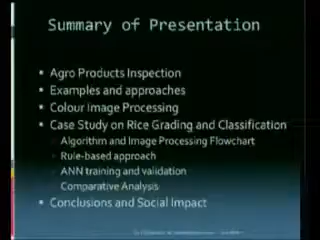 Summary of Presentation
Agro Products Inspection
Examples and approaches
Colour Image Processing
Case Study on Rice Grading and Classification
Algorithm and Image Processing Flowchart
Rule-based approach
ANN training and validation
Comparative Analysis
Conclusions and Social Impact